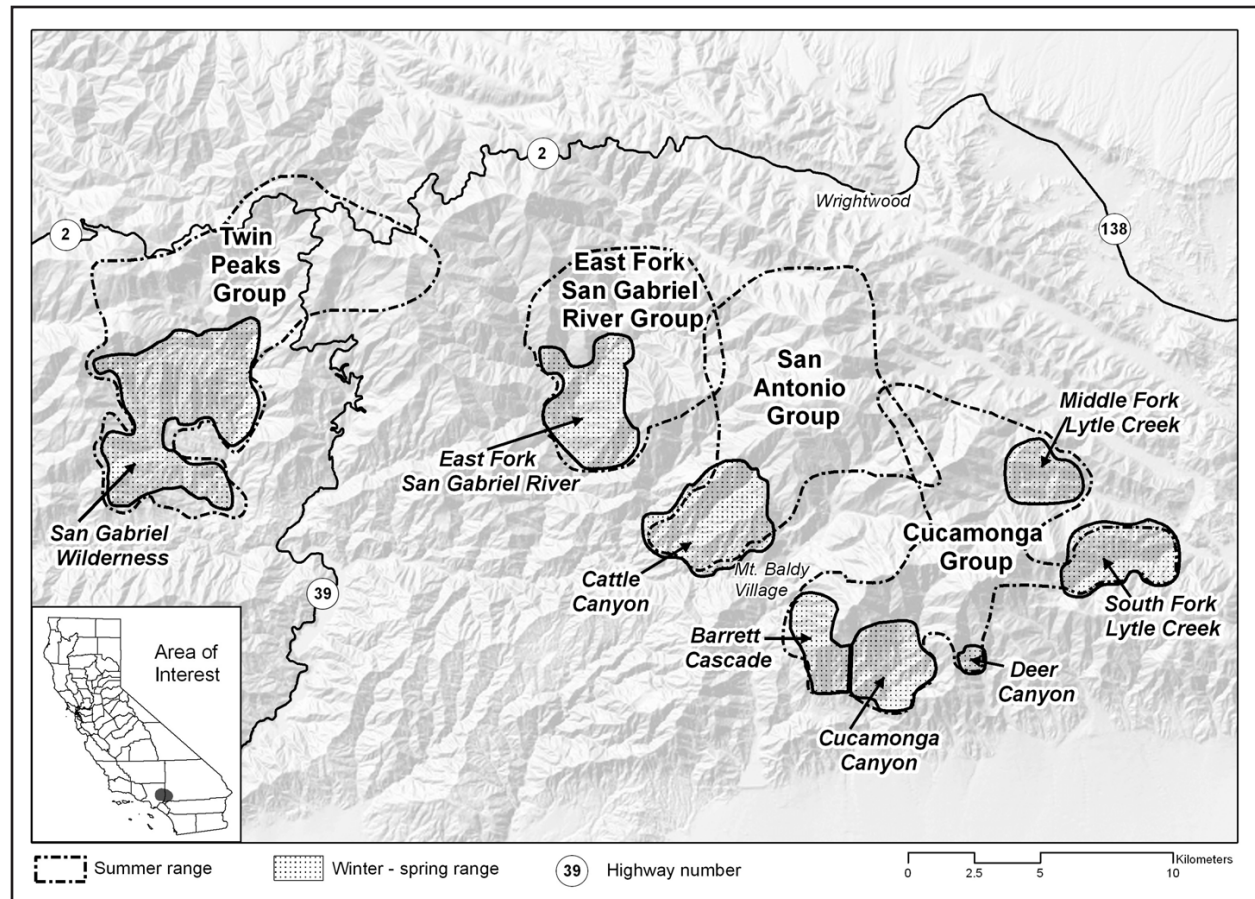 2
Wrightwood
2
138
Twin
Peaks
Group
East Fork
San Gabriel
River Group
San
Antonio
Group
Middle Fork
Lytle Creek
East Fork
San Gabriel River
San Gabriel
Wilderness
Cucamonga
Group
Cattle
Canyon
Mt. Baldy
Village
39
South Fork
Lytle Creek
Barrett
Cascade
Deer
Canyon
Cucamonga
Canyon
Area of
Interest
Summer range
Winter - spring range
39
Highway number
Kilometers
0
2.5
5
10